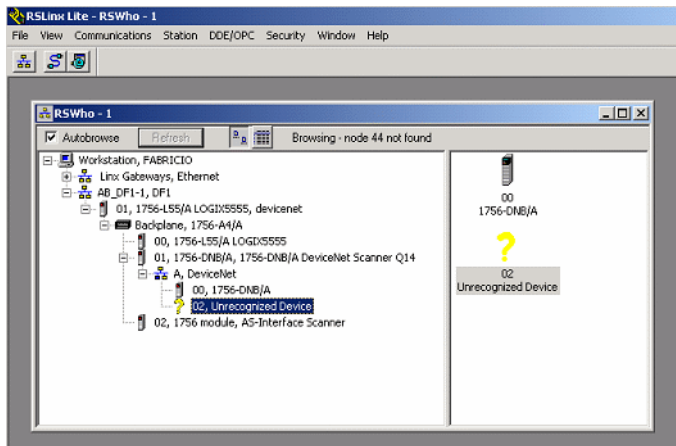 RSLinx Lite - RSWho - 1
File View Communications Station DDE/OPC Security Window Help
RSWho - 1
Autobrowse Refresh Browsing - node 44 not found
Workstation, FABRICIO
Linx Gateways, Ethernet
AB_DF1-1, DF1
01, 1756-L55/A LOGIX5555, devicenet
Backplane, 1756-A4/A
00, 1756-L55/A LOGIX5555
01, 1756-DNB/A, 1756-DNB/A DeviceNet Scanner Q14
A, DeviceNet
00, 1756-DNB/A
02, Unrecognized Device
02, 1756 module, AS-Interface Scanner
00
1756-DNB/A
02
Unrecognized Device